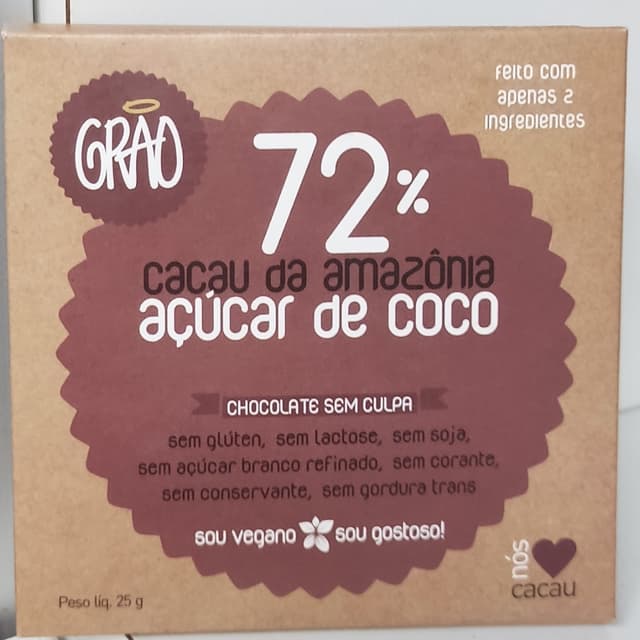 GRÃO
feito com
apenas 2
ingredientes
72%
cacau da amazônia
açúcar de coco
CHOCOLATE SEM CULPA
sem glúten, sem lactose, sem soja,
sem açúcar branco refinado, sem corante,
sem conservante, sem gordura trans
sou vegano sou gostoso!
nós
cacau
Peso líq. 25 g